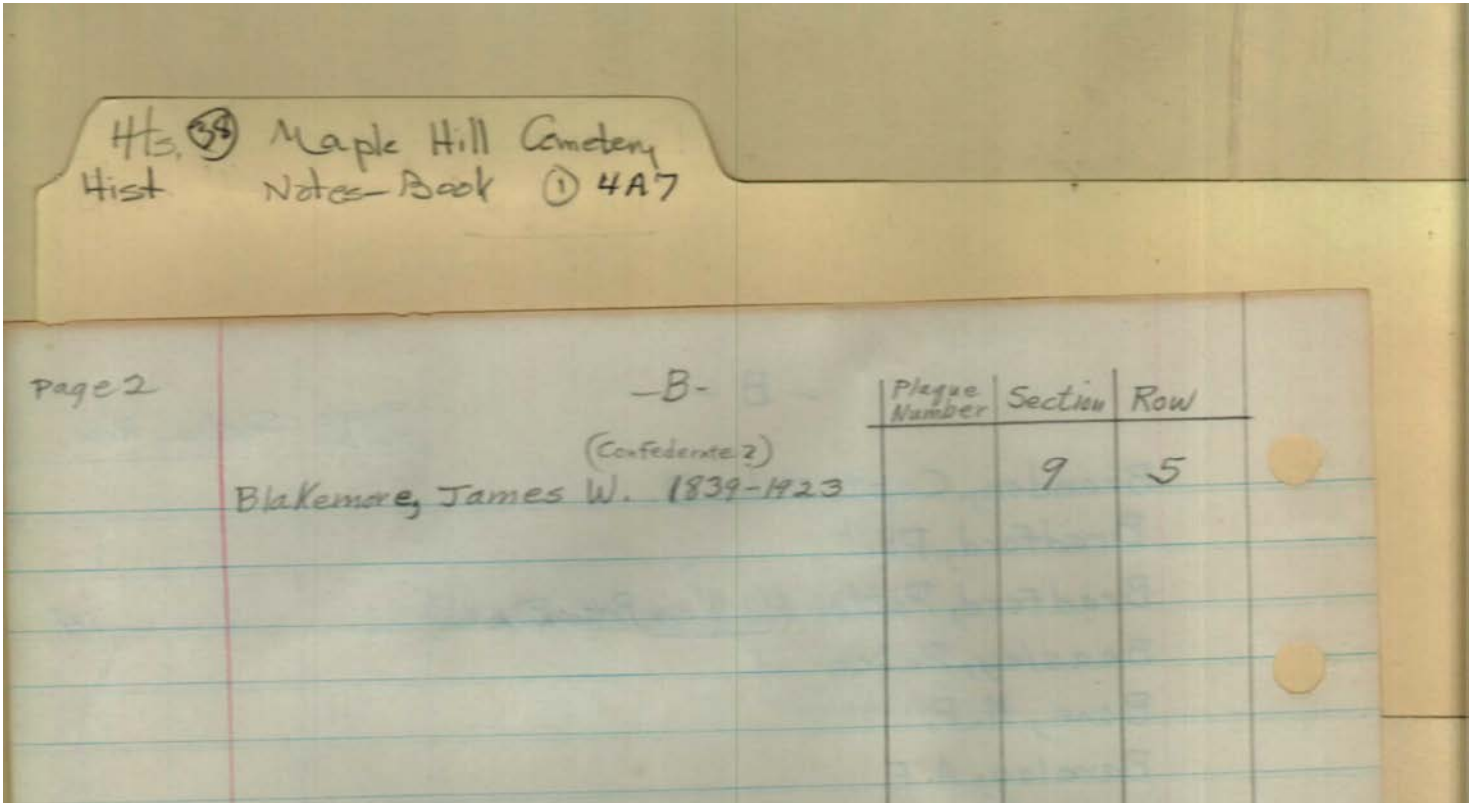 Hts. 38 Maple Hill Cemetery
Hist Notes-Book 1 4A7
Page 2 -B- Plaque Number Section Row
(Confederate?) 9 5
Blakemore, James W. 1839-1923